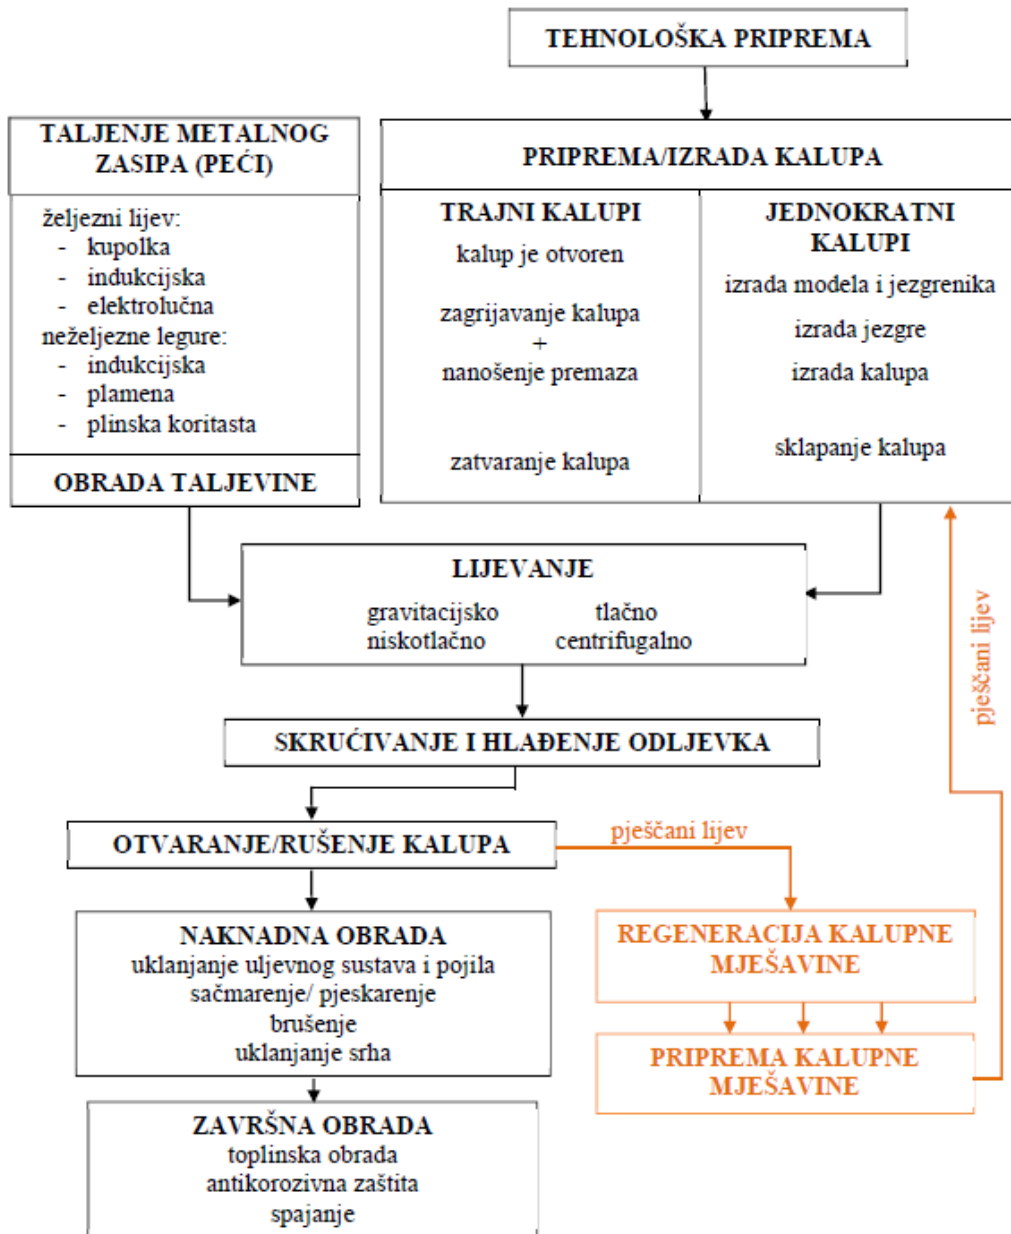 TEHNOLOŠKA PRIPREMA
TALJENJE METALNOG
ZASIPA (PEĆI)
željezni lijev:
- kupolka
- indukcijska
- elektrolučna
neželjezne legure:
- indukcijska
- plamena
- plinska koritasta
OBRADA TALJEVINE
PRIPREMA/IZRADA KALUPA
TRAJNI KALUPI
kalup je otvoren
zagrijavanje kalupa
+
nanošenje premaza
zatvaranje kalupa
JEDNOKRATNI
KALUPI
izrada modela i jezgrenika
izrada jezgre
izrada kalupa
sklapanje kalupa
LIJEVANJE
gravitacijsko tlačno
niskotlačno centrifugalno
pješčani lijev
SKRUĆIVANJE I HLAĐENJE ODLJEVKA
OTVARANJE/RUŠENJE KALUPA
pješčani lijev
NAKNADNA OBRADA
uklanjanje uljevnog sustava i pojila
sačmarenje/ pjeskarenje
brušenje
uklanjanje srha
REGENERACIJA KALUPNE
MJEŠAVINE
PRIPREMA KALUPNE
MJEŠAVINE
ZAVRŠNA OBRADA
toplinska obrada
antikorozivna zaštita
spajanje